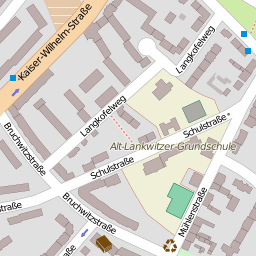 Kaiser-Wilhelm-Straße
Langkofelweg
Langkofelweg
Schulstraße
Alt-Lankwitzer-Grundschule
Bruchwitzstraße
Schulstraße
Bruchwitzstraße
Mühlenstraße